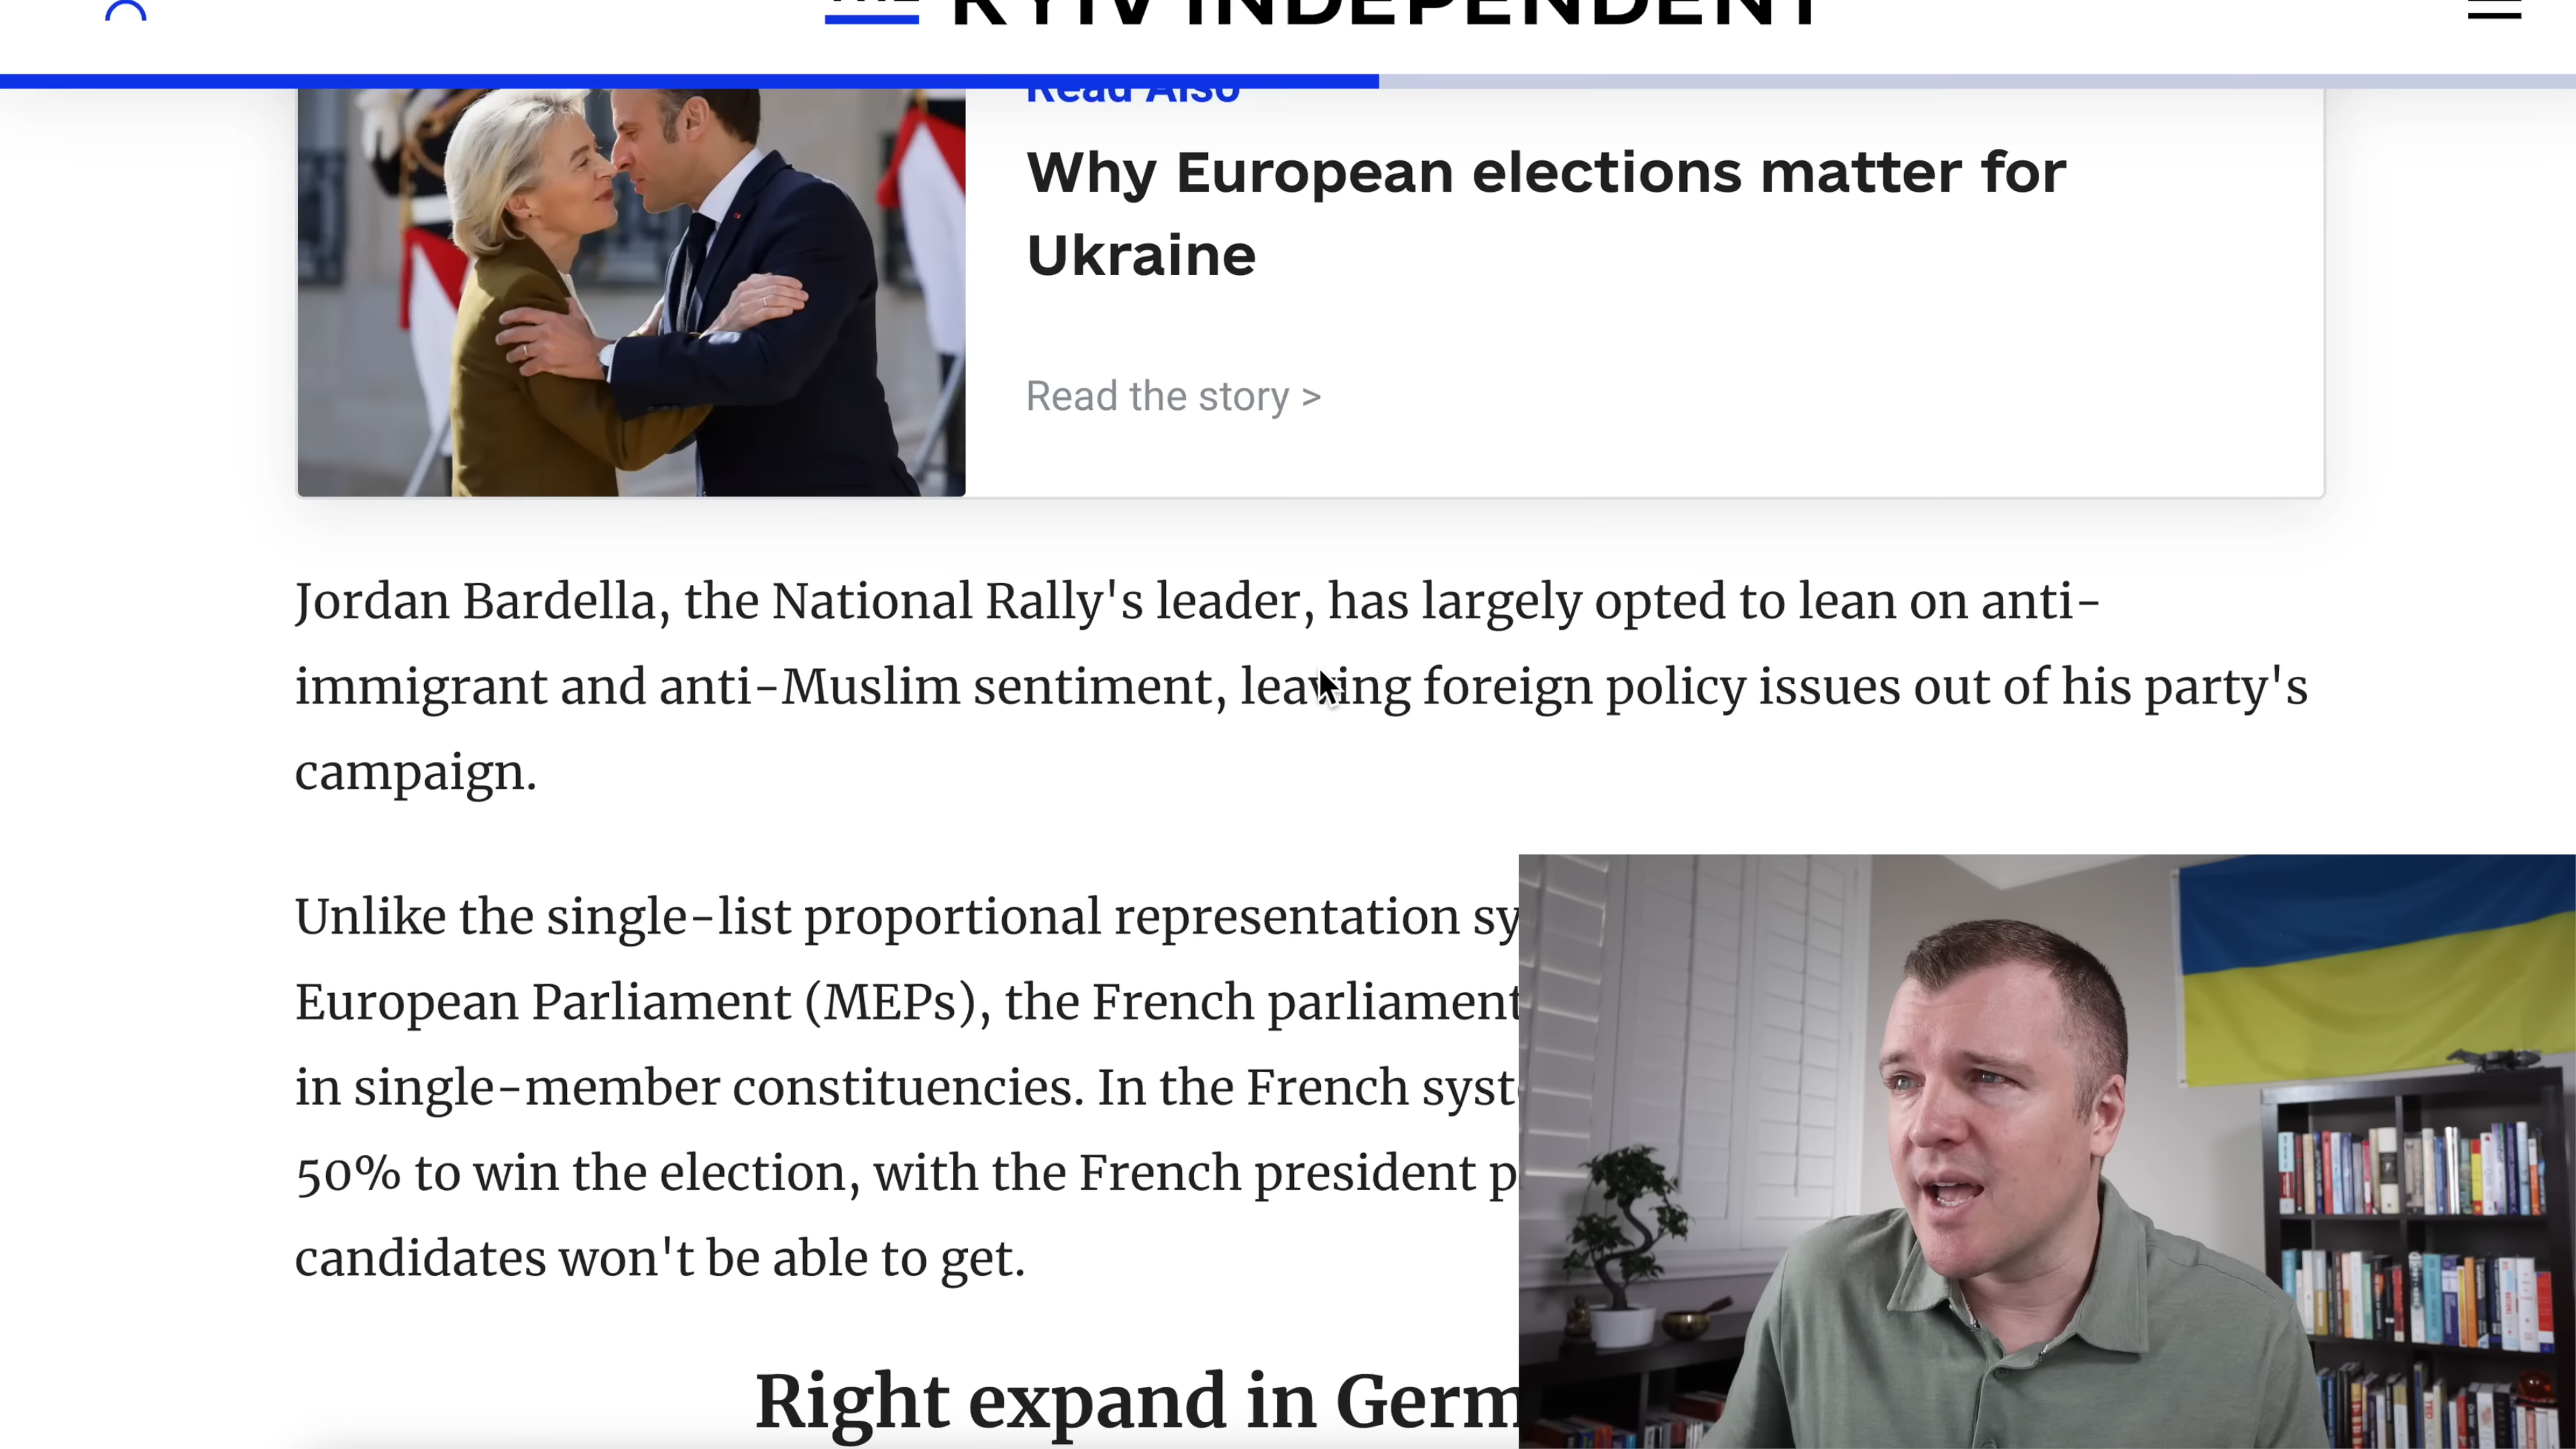 KYIV INDEPENDENT
Read Also
Why European elections matter for
Ukraine
Read the story >
Jordan Bardella, the National Rally's leader, has largely opted to lean on anti-
immigrant and anti-Muslim sentiment, leaving foreign policy issues out of his party's
campaign.
Unlike the single-list proportional representation sy
European Parliament (MEPs), the French parliament
in single-member constituencies. In the French syst
50% to win the election, with the French president p
candidates won't be able to get.
Right expand in Germ